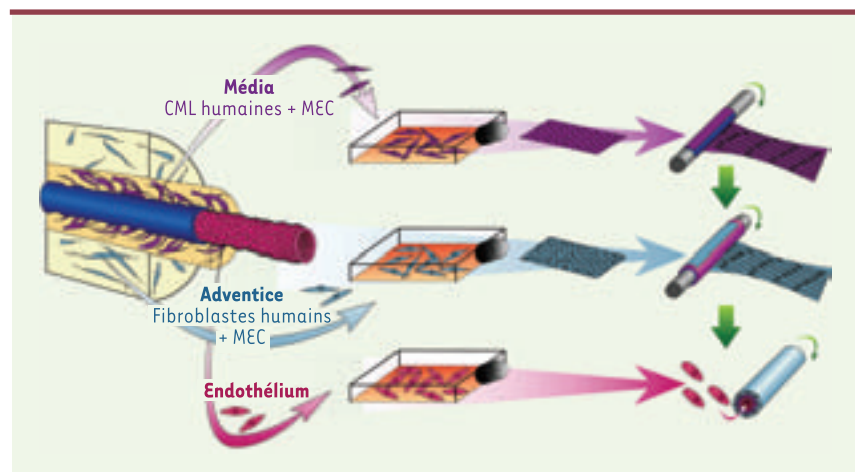 Média
CML humaines + MEC
Adventice
Fibroblastes humains
+ MEC
Endothélium